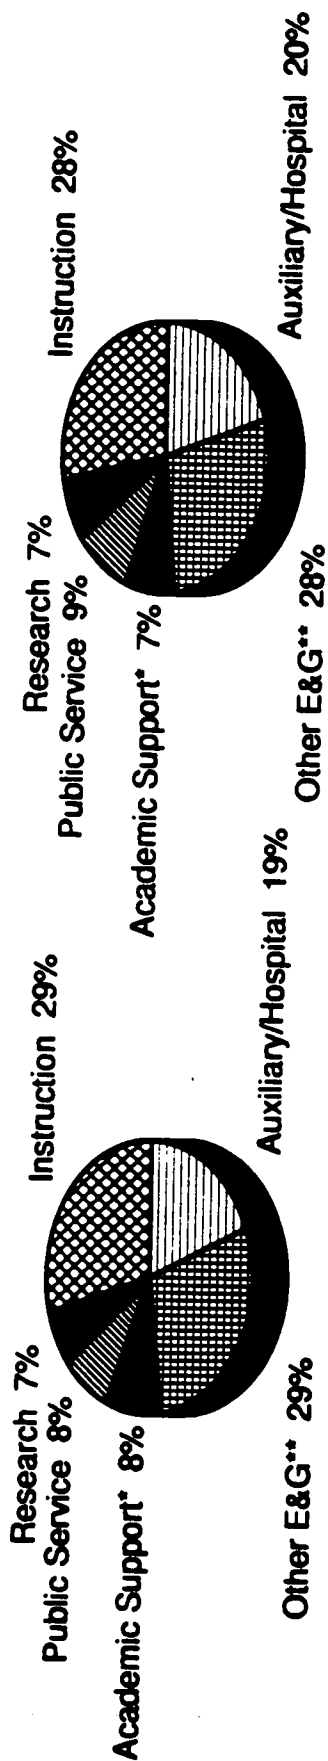 Instruction 29%
Research 7%
Public Service 8%
Academic Support* 8%
Other E&G** 29%
Auxiliary/Hospital 19%
Instruction 28%
Research 7%
Public Service 9%
Academic Support* 7%
Other E&G** 28%
Auxiliary/Hospital 20%